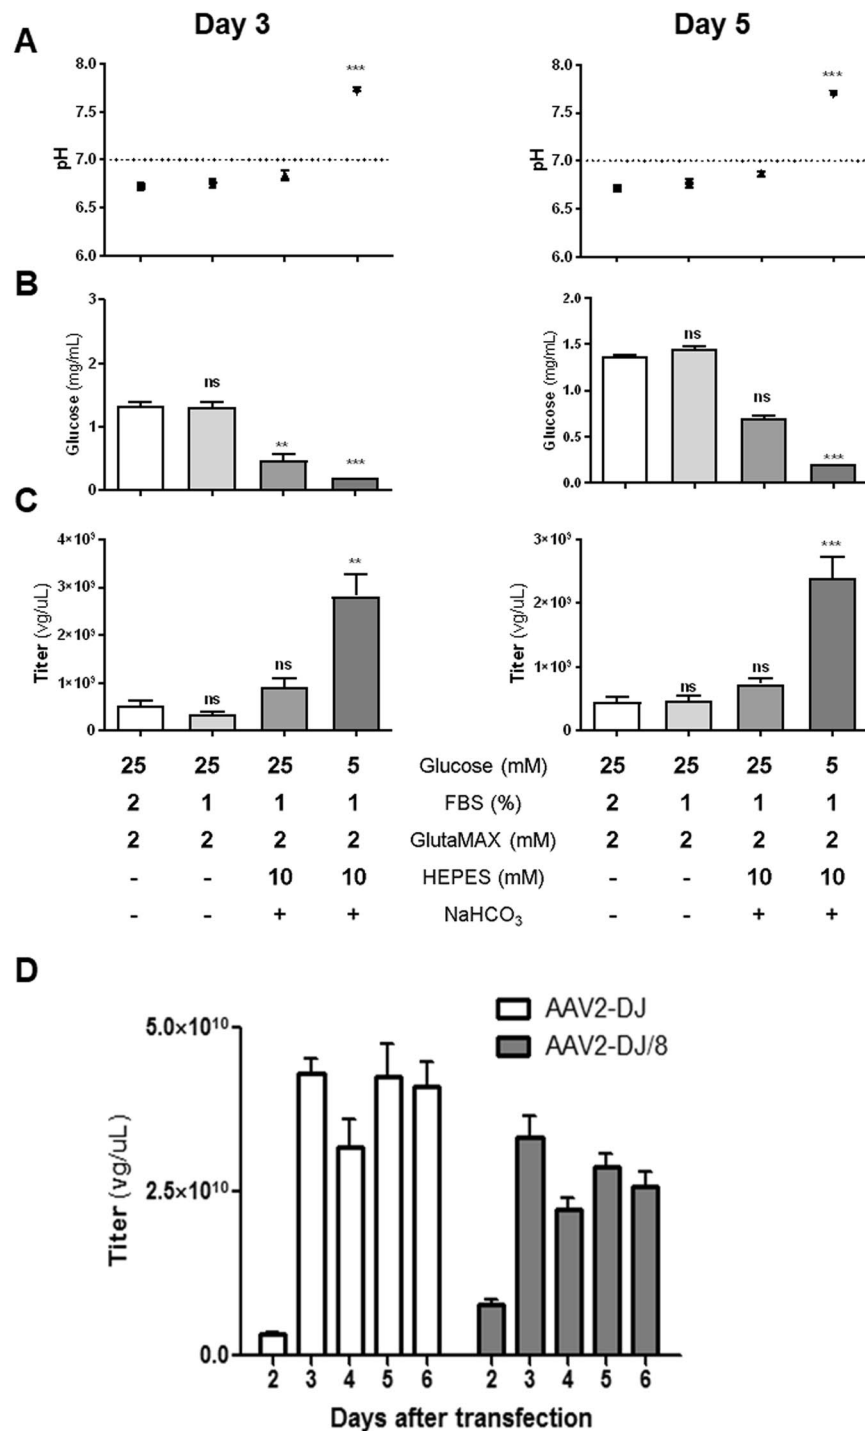 Day 3 Day 5
A
8.0 *** 8.0 ***
7.5 7.5
pH 7.0 pH 7.0
6.5 6.5
6.0 6.0
B
3 2.0
Glucose (mg/mL) 2 ns Glucose (mg/mL) 1.5 ns
1 ** *** 1.0 ns
0.5 ***
0 0.0
C
4×10⁹ ** 3×10⁹ ***
Titer (vg/uL) 3×10⁹ Titer (vg/uL) 2×10⁹
2×10⁹
1×10⁹ ns ns 1×10⁹ ns ns
0 0
25 25 25 5 Glucose (mM) 25 25 25 5
2 1 1 1 FBS (%) 2 1 1 1
2 2 2 2 GlutaMAX (mM) 2 2 2 2
- - 10 10 HEPES (mM) - - 10 10
- - + + NaHCO₃ - - + +
D
AAV2-DJ
AAV2-DJ/8
Titer (vg/uL)
5.0×10¹⁰
2.5×10¹⁰
0.0
2 3 4 5 6 2 3 4 5 6
Days after transfection